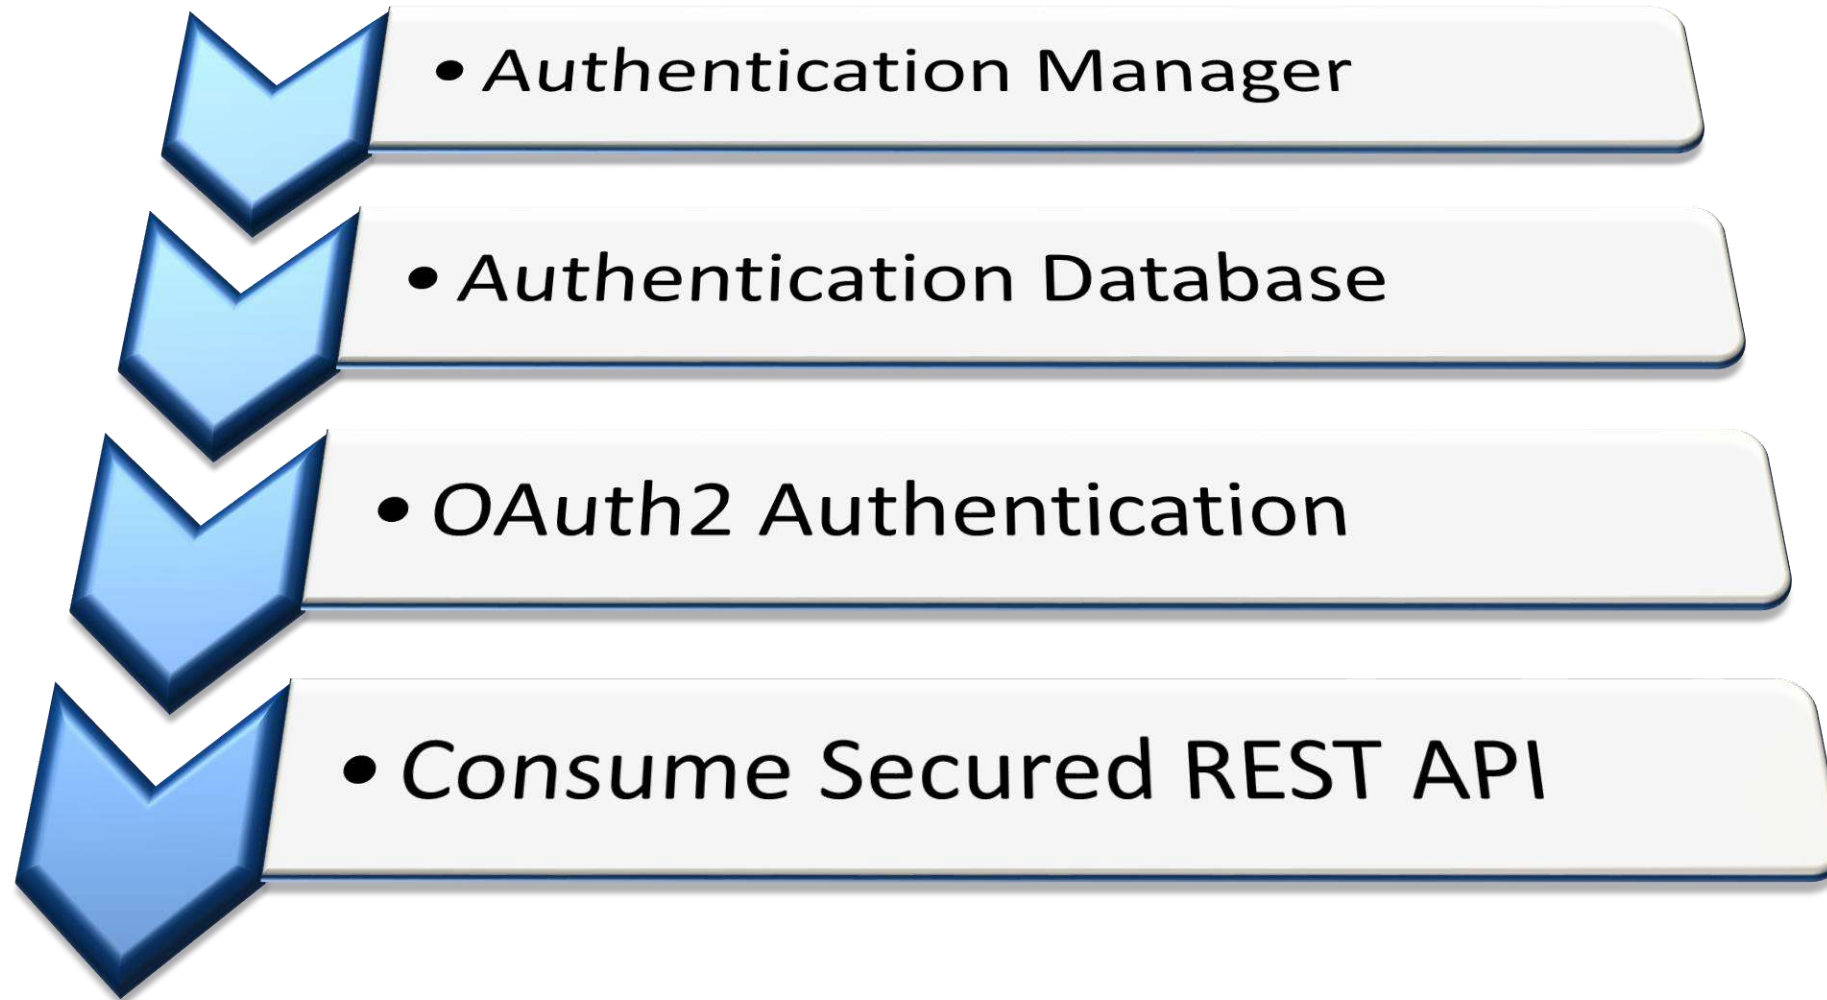 • Authentication Manager
• Authentication Database
• OAuth2 Authentication
• Consume Secured REST API